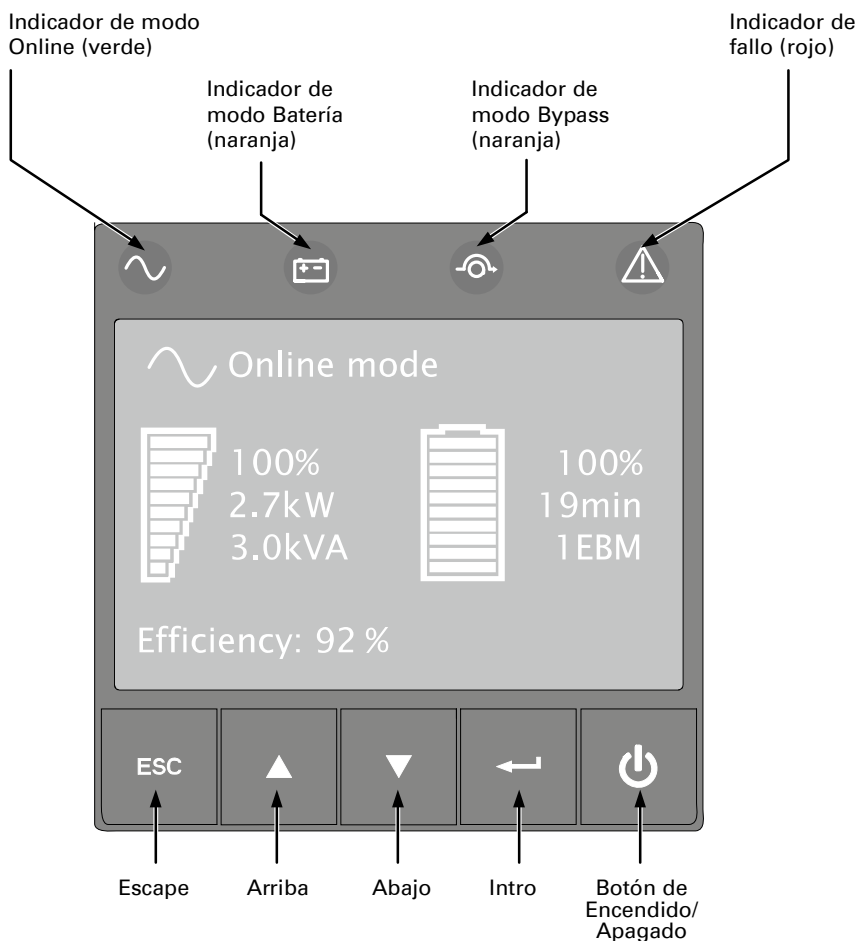 Indicador de modo
Online (verde)
Indicador de
fallo (rojo)
Indicador de
modo Batería
(naranja)
Indicador de
modo Bypass
(naranja)
Online mode
100%
2.7kW
3.0kVA
100%
19min
1EBM
Efficiency: 92 %
ESC
Escape
Arriba
Abajo
Intro
Botón de
Encendido/
Apagado